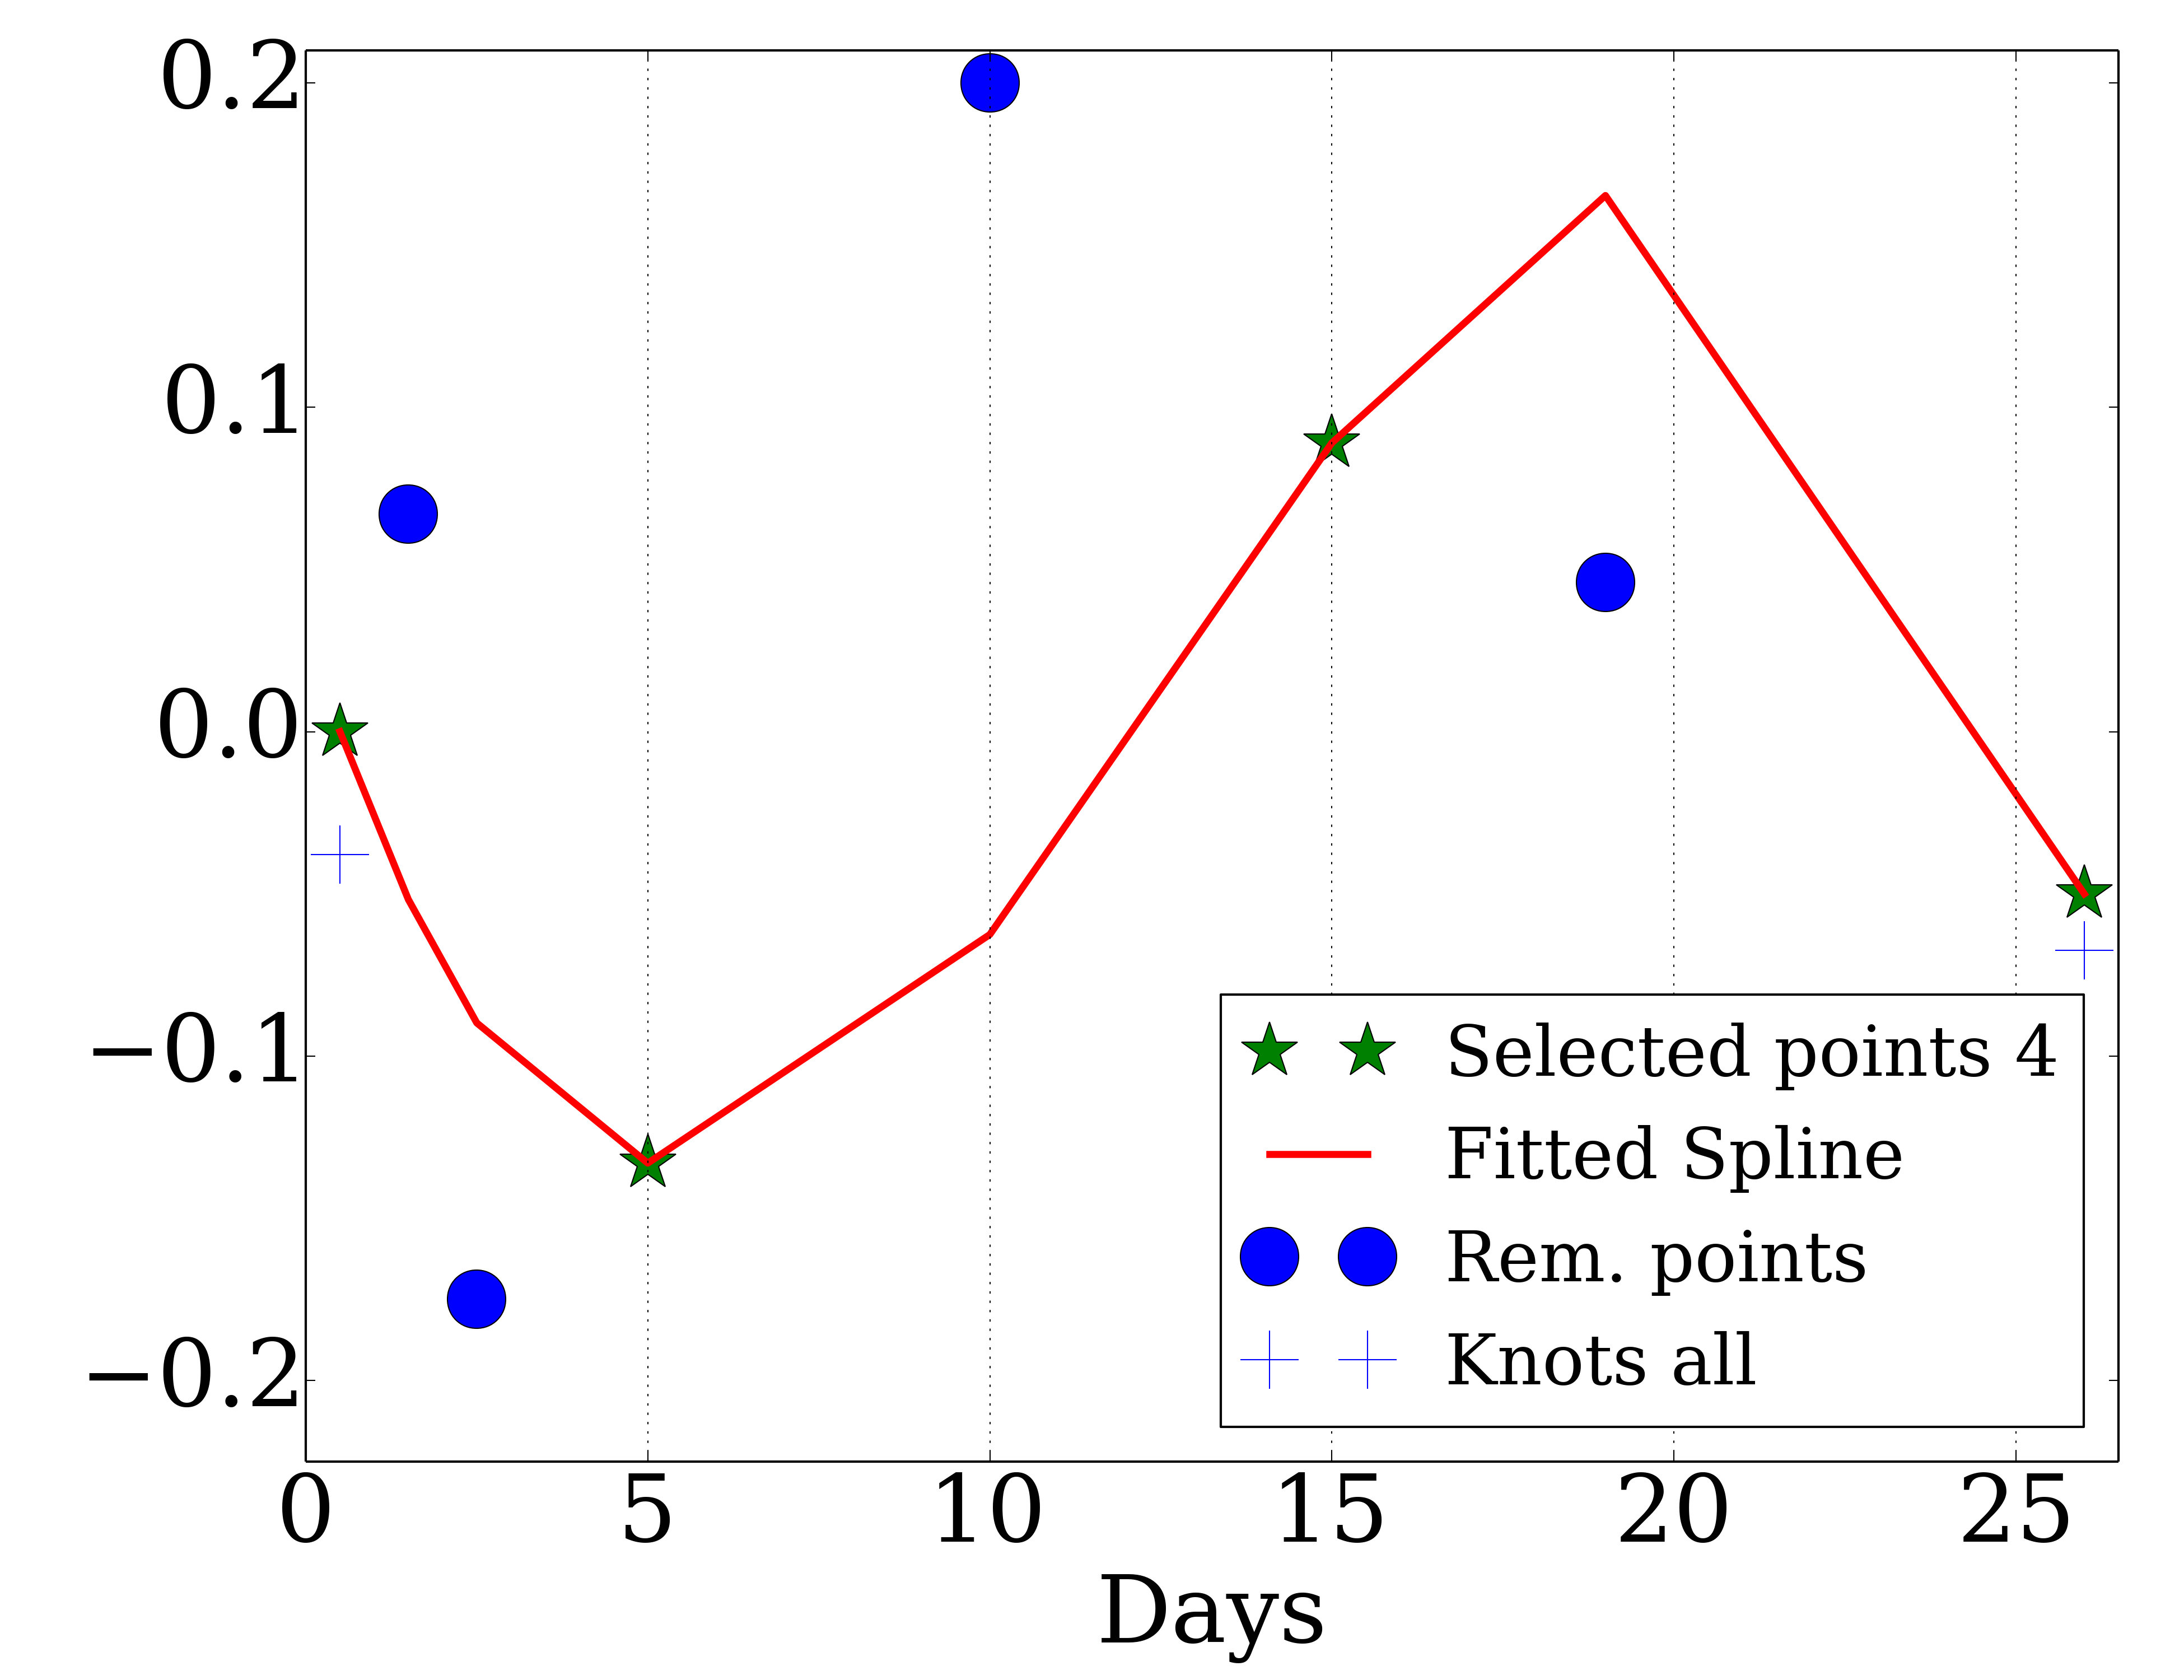 0.2
0.1
0.0
−0.1
−0.2
Selected points 4
Fitted Spline
Rem. points
Knots all
0 5 10 15 20 25
Days